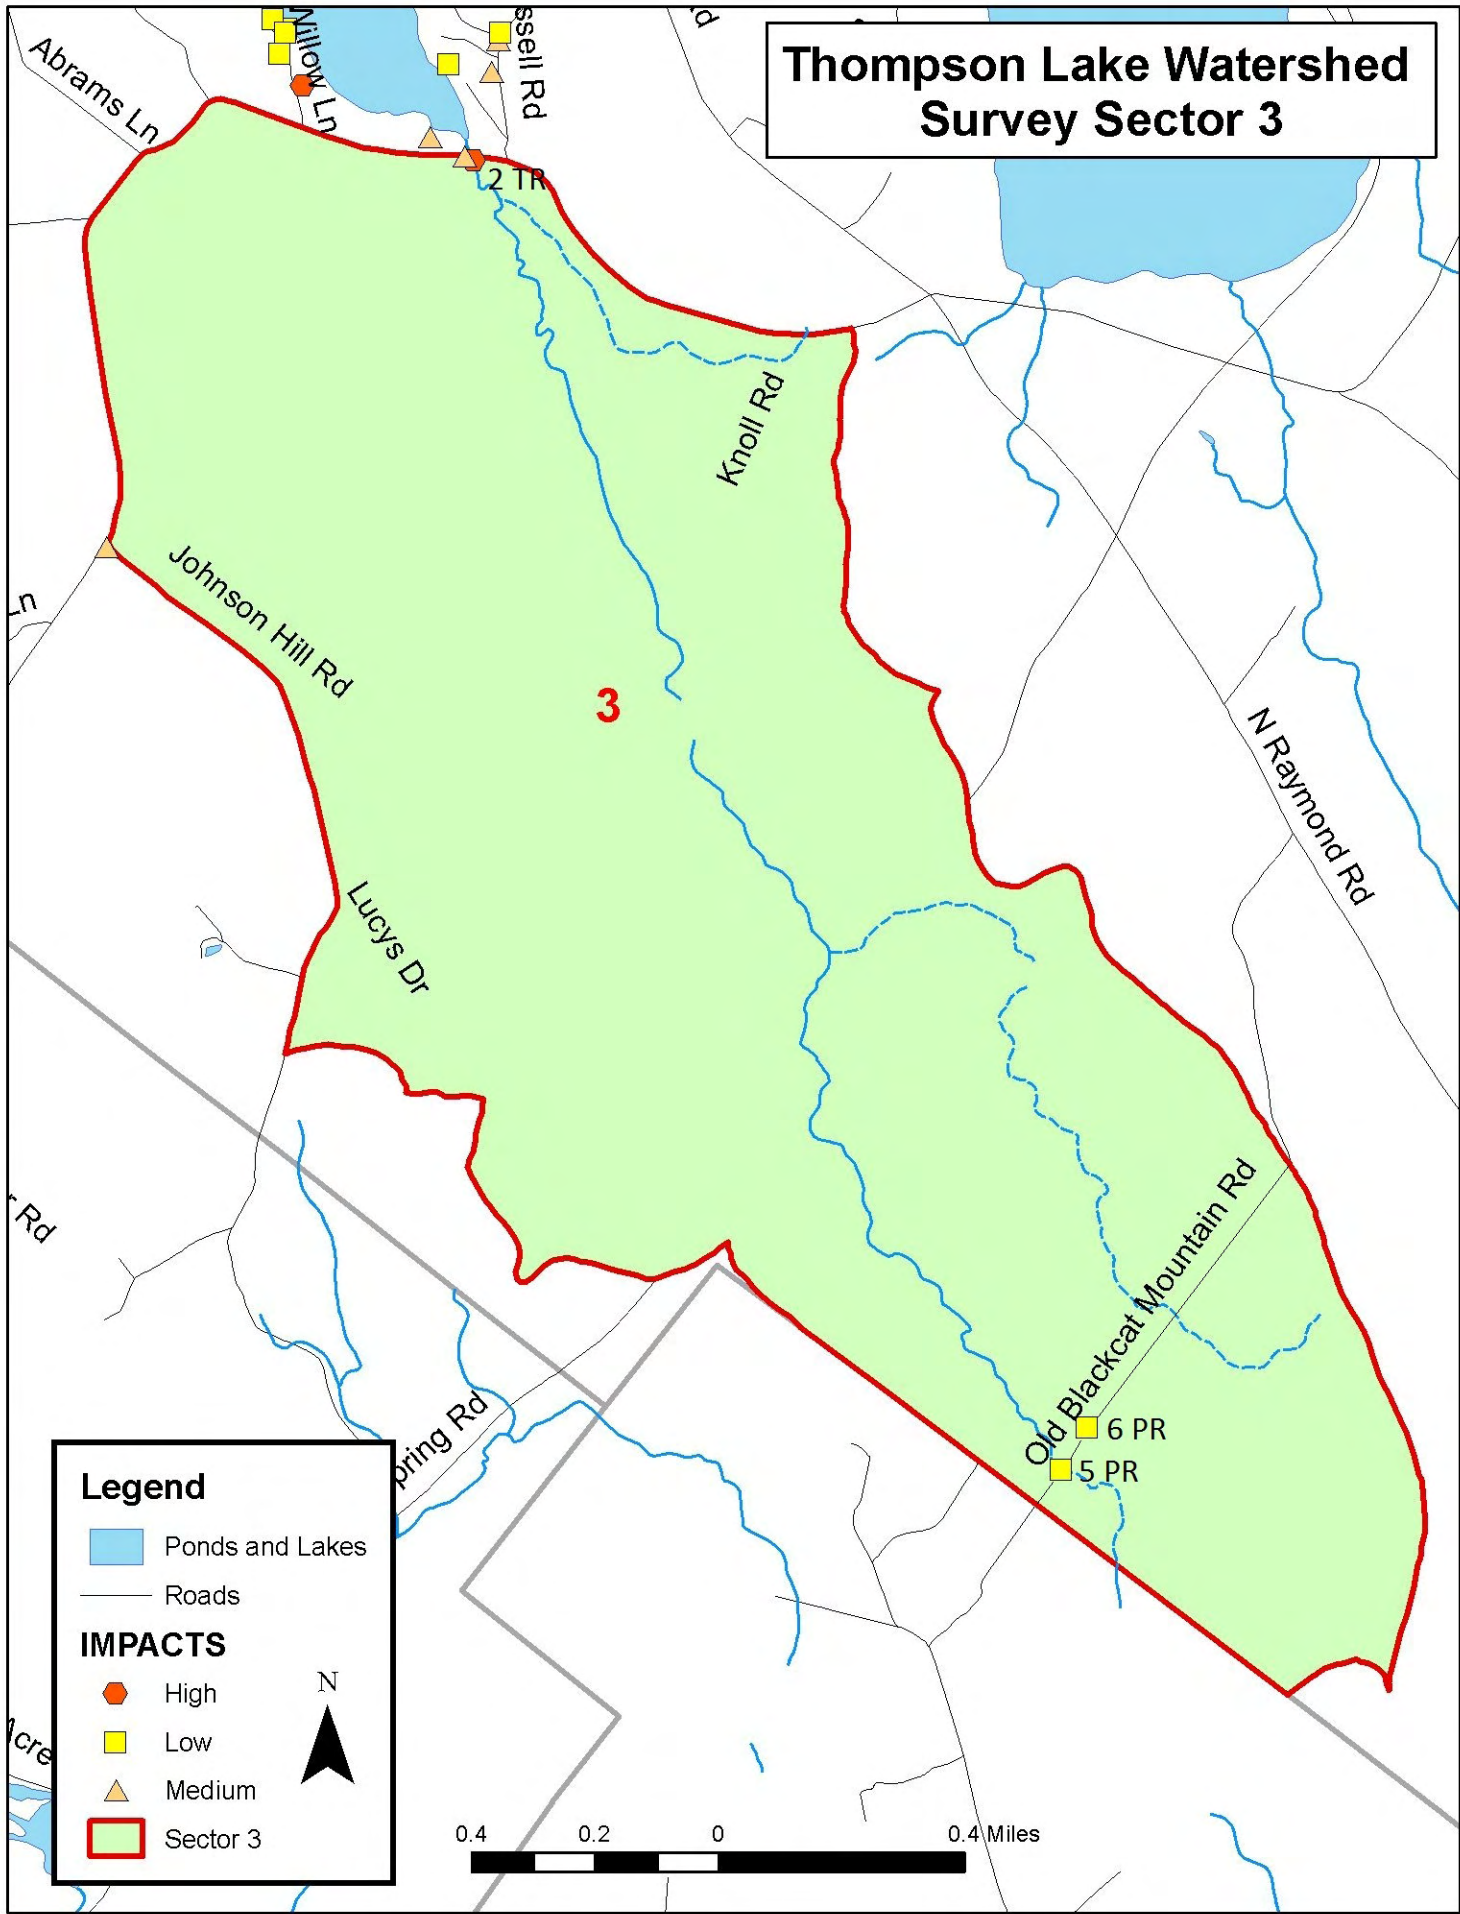 Thompson Lake Watershed
Survey Sector 3
Abrams Ln
Willow Ln
ssell Rd
2 TR
Knoll Rd
Johnson Hill Rd
Ln
3
N Raymond Rd
Lucys Dr
Old Blackcat Mountain Rd
r Rd
6 PR
5 PR
pring Rd
Acre
Legend
Ponds and Lakes
Roads
IMPACTS
High
Low
Medium
Sector 3
N
0.4 0.2 0 0.4 Miles